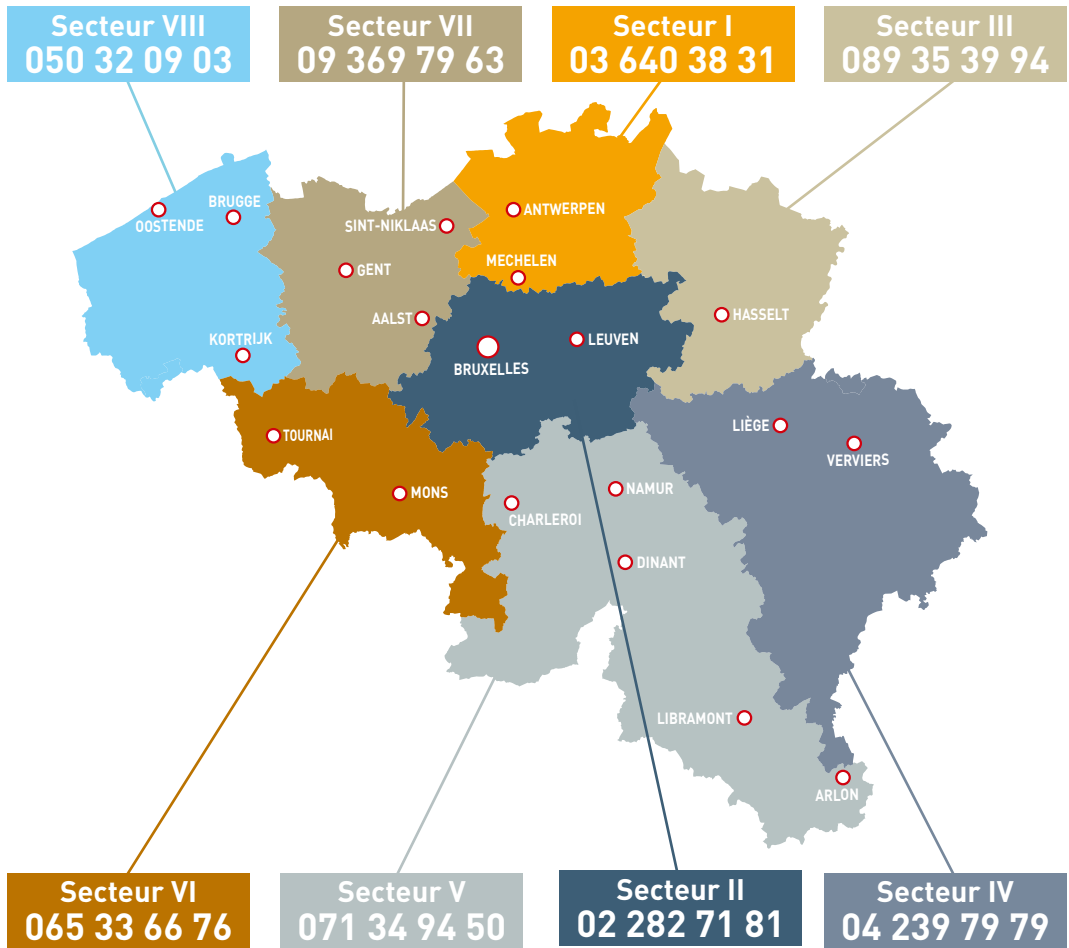 Secteur VIII
050 32 09 03
Secteur VII
09 369 79 63
Secteur I
03 640 38 31
Secteur III
089 35 39 94
BRUGGE
OOSTENDE
KORTRIJK
SINT-NIKLAAS
GENT
AALST
ANTWERPEN
MECHELEN
HASSELT
BRUXELLES
LEUVEN
TOURNAI
MONS
CHARLEROI
NAMUR
DINANT
LIÈGE
VERVIERS
LIBRAMONT
ARLON
Secteur VI
065 33 66 76
Secteur V
071 34 94 50
Secteur II
02 282 71 81
Secteur IV
04 239 79 79